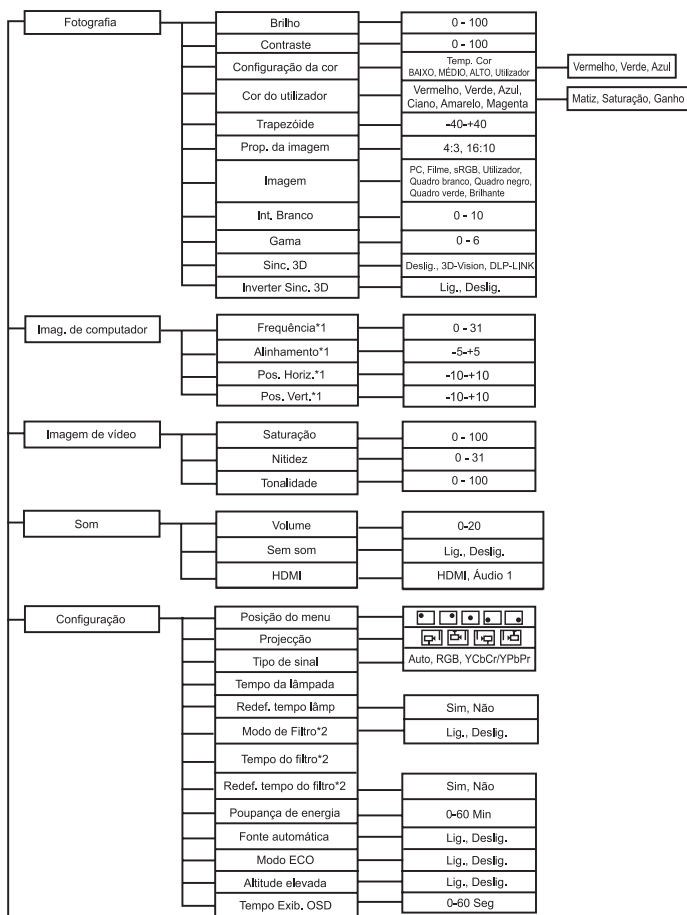 Fotografia
Brilho
0 - 100
Contraste
0 - 100
Configuração da cor
Temp. Cor
BAIXO, MÉDIO, ALTO, Utilizador
Vermelho, Verde, Azul
Cor do utilizador
Vermelho, Verde, Azul,
Ciano, Amarelo, Magenta
Matiz, Saturação, Ganho
Trapezóide
-40-+40
Prop. da imagem
4:3, 16:10
Imagem
PC, Filme, sRGB, Utilizador,
Quadro branco, Quadro negro,
Quadro verde, Brilhante
Int. Branco
0 - 10
Gama
0 - 6
Sinc. 3D
Deslig., 3D-Vision, DLP-LINK
Inverter Sinc. 3D
Lig., Deslig.
Imag. de computador
Frequência*1
0 - 31
Alinhamento*1
-5-+5
Pos. Horiz.*1
-10-+10
Pos. Vert.*1
-10-+10
Imagem de vídeo
Saturação
0 - 100
Nitidez
0 - 31
Tonalidade
0 - 100
Som
Volume
0-20
Sem som
Lig., Deslig.
HDMI
HDMI, Áudio 1
Configuração
Posição do menu
Projecção
Tipo de sinal
Auto, RGB, YCbCr/YPbPr
Tempo da lâmpada
Redef. tempo lâmp
Sim, Não
Modo de Filtro*2
Lig., Deslig.
Tempo do filtro*2
Redef. tempo do filtro*2
Sim, Não
Poupança de energia
0-60 Min
Fonte automática
Lig., Deslig.
Modo ECO
Lig., Deslig.
Altitude elevada
Lig., Deslig.
Tempo Exib. OSD
0-60 Seg